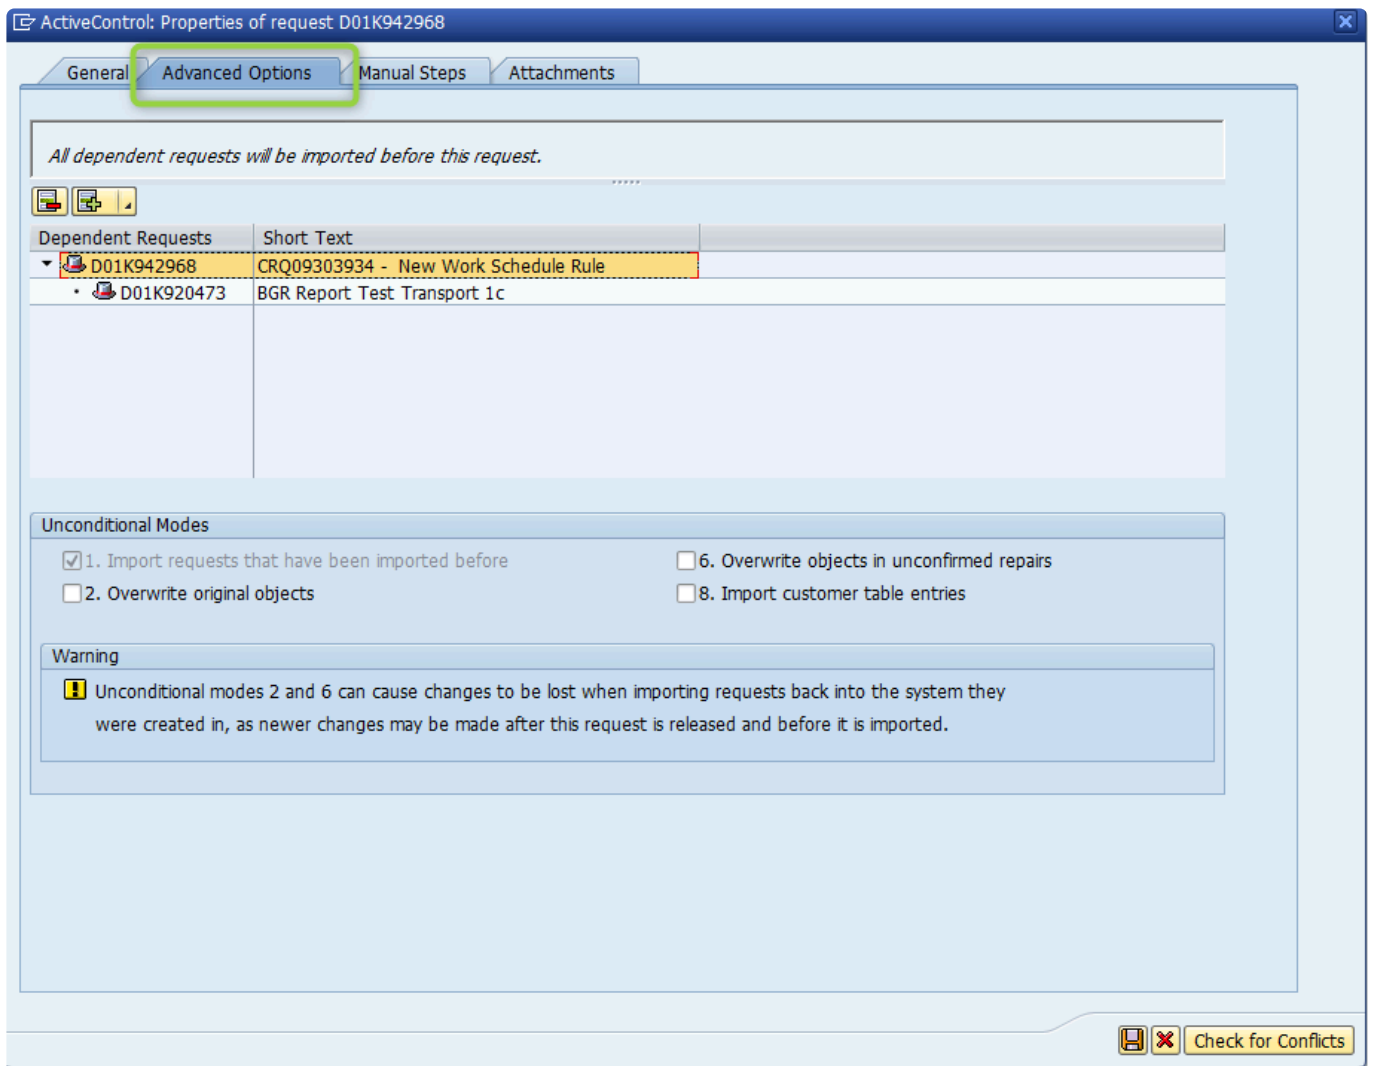 ActiveControl: Properties of request D01K942968
General Advanced Options Manual Steps Attachments
All dependent requests will be imported before this request.
Dependent Requests Short Text
D01K942968 CRQ09303934 - New Work Schedule Rule
D01K920473 BGR Report Test Transport 1c
Unconditional Modes
1. Import requests that have been imported before 6. Overwrite objects in unconfirmed repairs
2. Overwrite original objects 8. Import customer table entries
Warning
Unconditional modes 2 and 6 can cause changes to be lost when importing requests back into the system they
were created in, as newer changes may be made after this request is released and before it is imported.
Check for Conflicts